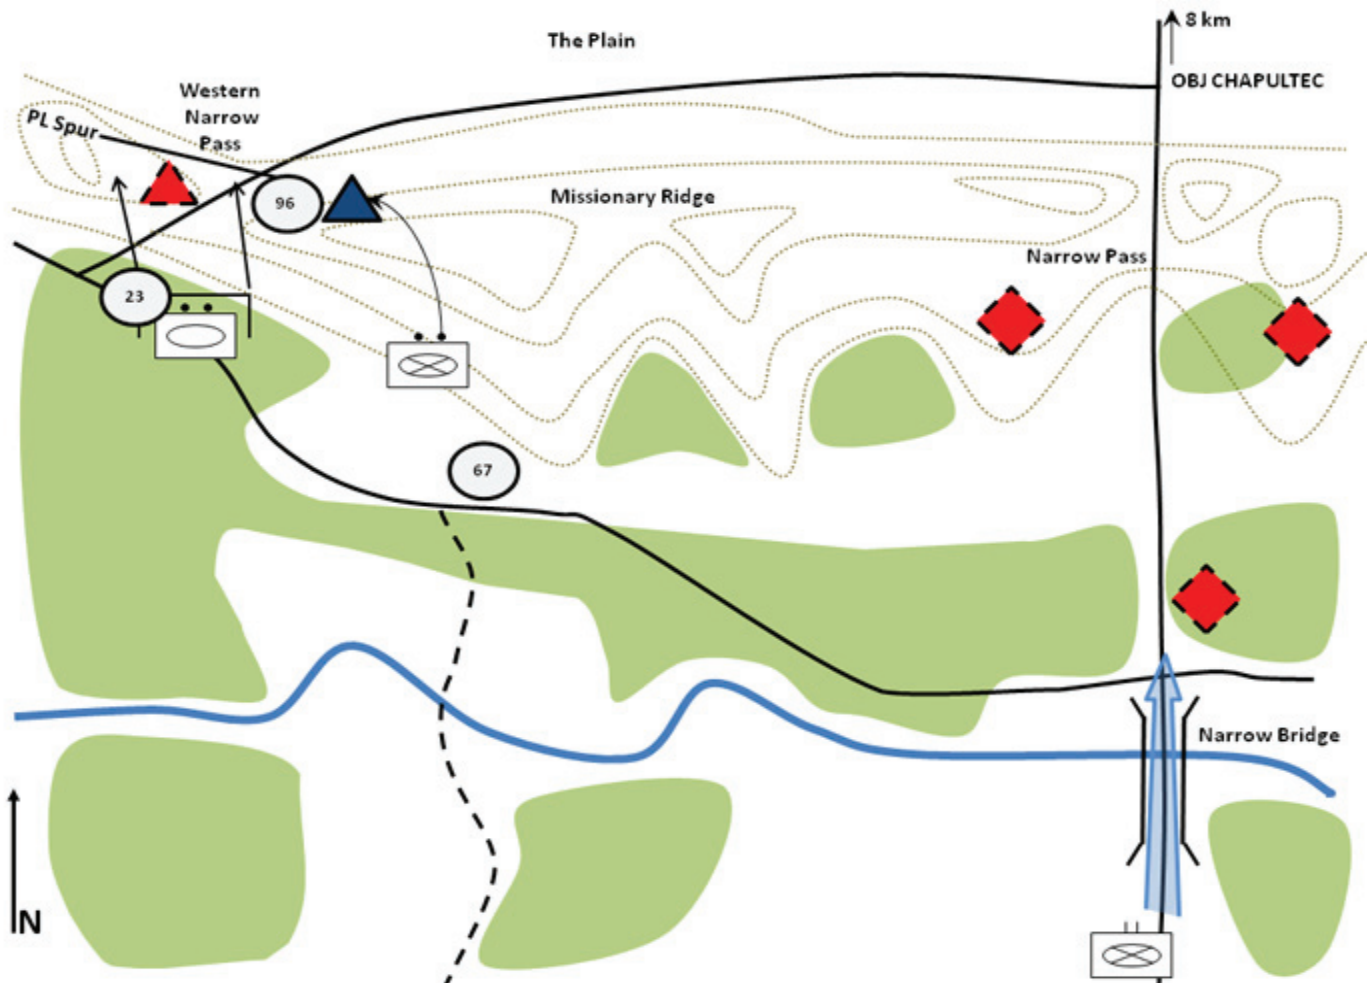 8 km
The Plain
OBJ CHAPULTEC
Western
Narrow
Pass
PL Spur
96
Missionary Ridge
Narrow Pass
23
67
Narrow Bridge
N